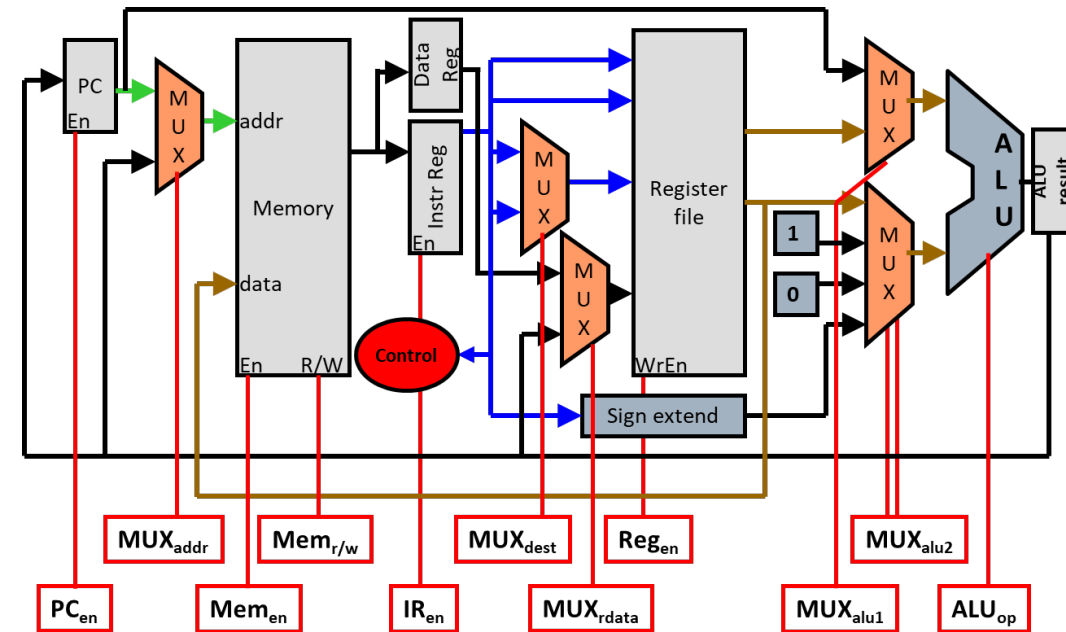 PC
En
M
U
X
addr
Memory
data
En
R/W
Data
Reg
Instr Reg
En
Control
M
U
X
M
U
X
Register
file
WrEn
Sign extend
1
0
M
U
X
M
U
X
A
L
U
ALU
result
MUXaddr
Memr/w
MUXdest
Regen
MUXalu2
PCen
Memen
IRen
MUXrdata
MUXalu1
ALUop